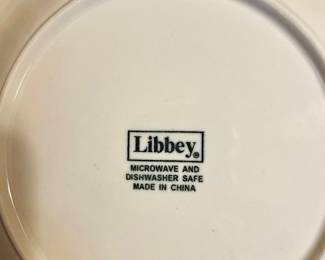 Libbey®
MICROWAVE AND
DISHWASHER SAFE
MADE IN CHINA